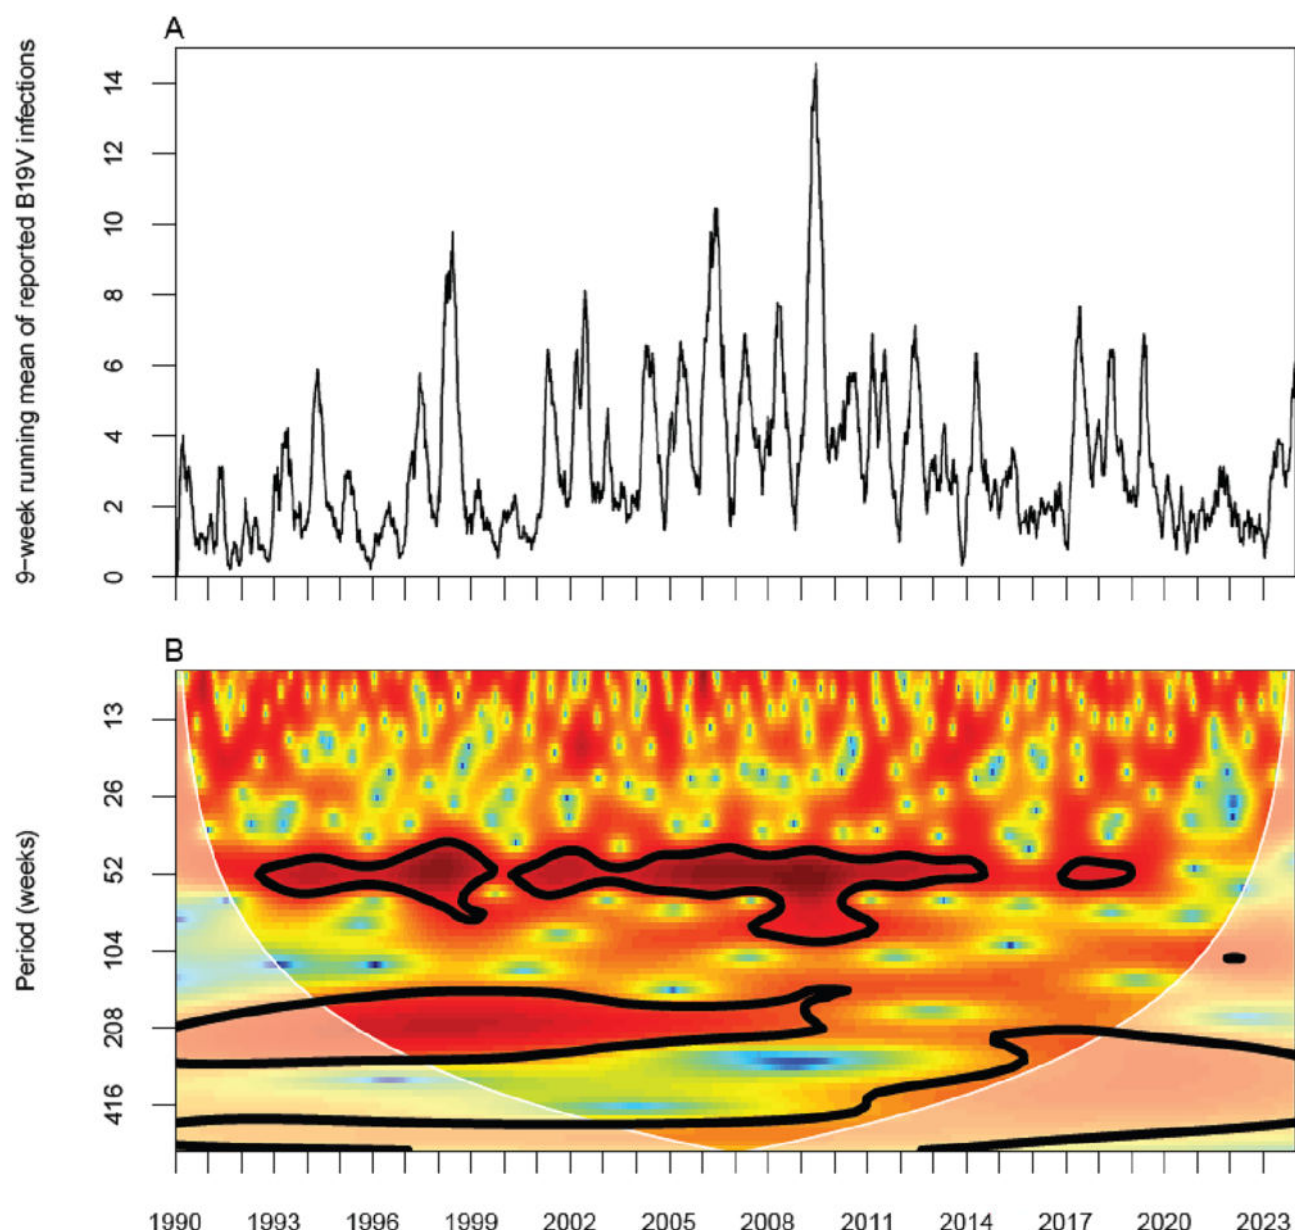 A
9−week running mean of reported B19V infections
14
12
10
8
6
4
2
0
B
Period (weeks)
13
26
52
104
208
416
1990 1993 1996 1999 2002 2005 2008 2011 2014 2017 2020 2023